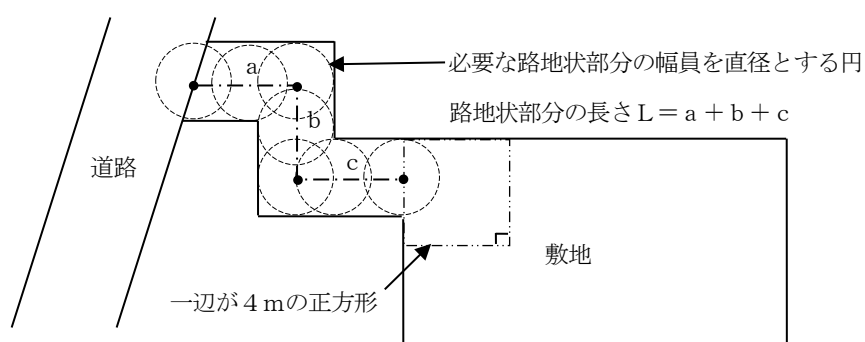 必要な路地状部分の幅員を直径とする円
a
路地状部分の長さL=a+b+c
b
c
道路
敷地
一辺が4mの正方形